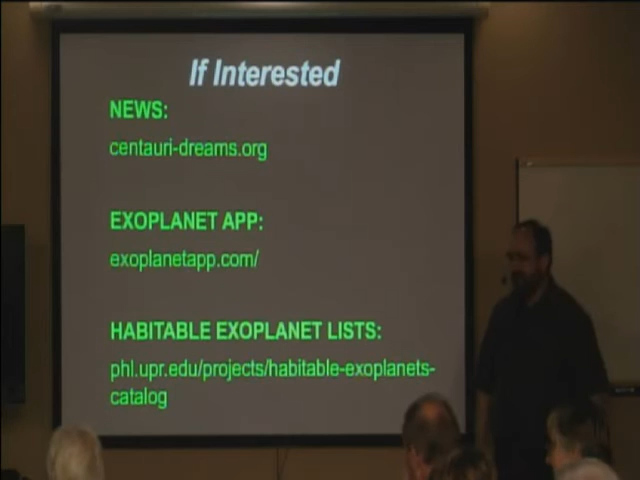 If Interested
NEWS:
centauri-dreams.org
EXOPLANET APP:
exoplanetapp.com/
HABITABLE EXOPLANET LISTS:
phl.upr.edu/projects/habitable-exoplanets-
catalog